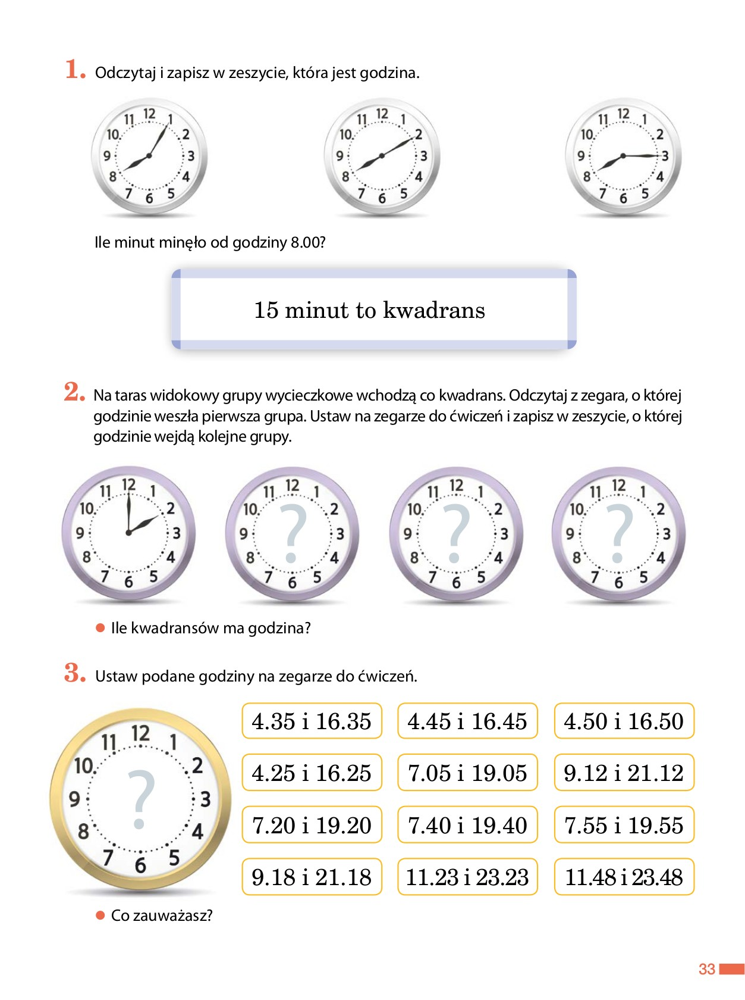 1. Odczytaj i zapisz w zeszycie, która jest godzina.
12 1 2 3 4 5 6 7 8 9 10 11
12 1 2 3 4 5 6 7 8 9 10 11
12 1 2 3 4 5 6 7 8 9 10 11
Ile minut minęło od godziny 8.00?
15 minut to kwadrans
2. Na taras widokowy grupy wycieczkowe wchodzą co kwadrans. Odczytaj z zegara, o której
godzinie weszła pierwsza grupa. Ustaw na zegarze do ćwiczeń i zapisz w zeszycie, o której
godzinie wejdą kolejne grupy.
12 1 2 3 4 5 6 7 8 9 10 11
12 1 2 3 4 5 6 7 8 9 10 11 ?
12 1 2 3 4 5 6 7 8 9 10 11 ?
12 1 2 3 4 5 6 7 8 9 10 11 ?
• Ile kwadransów ma godzina?
3. Ustaw podane godziny na zegarze do ćwiczeń.
12 1 2 3 4 5 6 7 8 9 10 11 ?
4.35 i 16.35 4.45 i 16.45 4.50 i 16.50
4.25 i 16.25 7.05 i 19.05 9.12 i 21.12
7.20 i 19.20 7.40 i 19.40 7.55 i 19.55
9.18 i 21.18 11.23 i 23.23 11.48 i 23.48
• Co zauważasz?
33